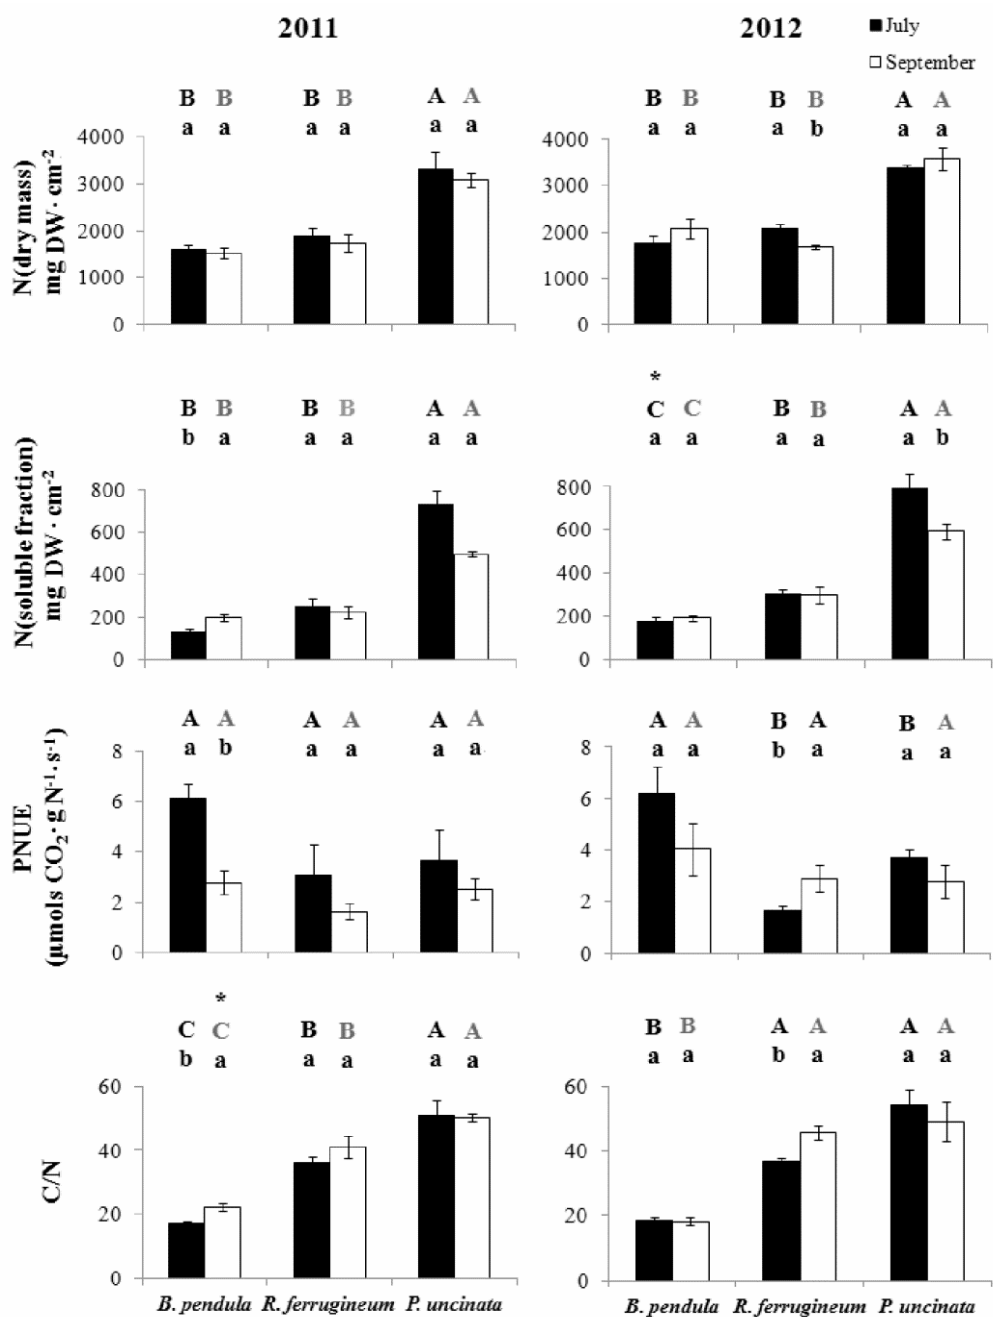 2011
2012
July
September
B B B B A A
a a a a a a
B B B B A A
a a a b a a
N(dry mass)
mg DW · cm⁻²
4000
3000
2000
1000
0
4000
3000
2000
1000
0
*
B B B B A A
b a a a a a
C C B B A A
a a a a a b
N(soluble fraction)
mg DW · cm⁻²
800
600
400
200
0
800
600
400
200
0
A A A A A A
a b a a a a
A A B A B A
a a b a a a
PNUE
(μmols CO₂· g N⁻¹· s⁻¹)
8
6
4
2
0
8
6
4
2
0
*
C C B B A A
b a a a a a
B B A A A A
a a b a a a
C/N
60
40
20
0
60
40
20
0
B. pendula R. ferrugineum P. uncinata
B. pendula R. ferrugineum P. uncinata